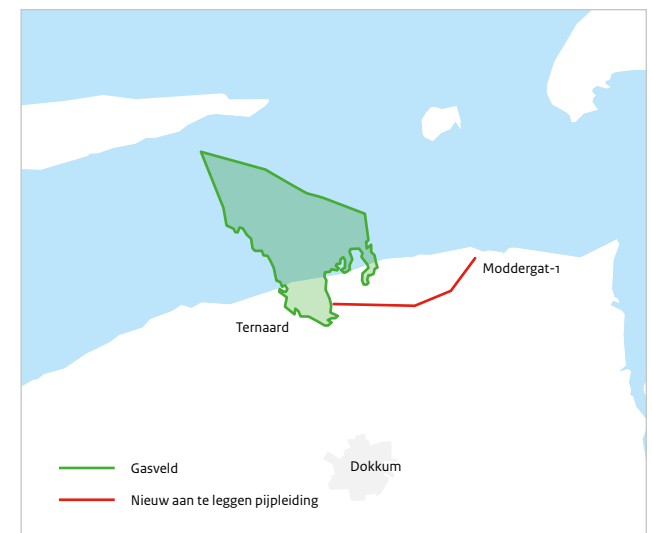 Moddergat-1
Ternaard
Dokkum
Gasveld
Nieuw aan te leggen pijpleiding